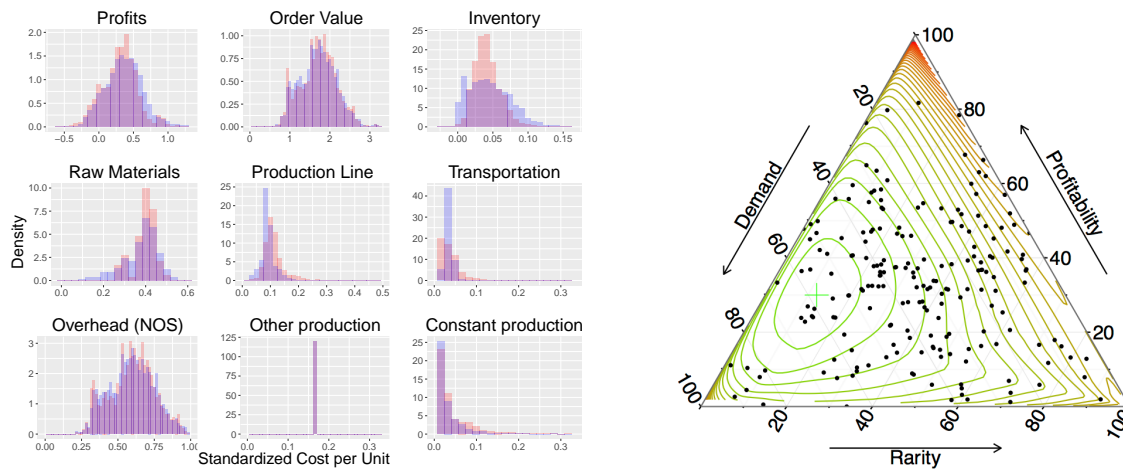 Profits
Order Value
Inventory
2.0
1.5
1.0
0.5
0.0
-0.5 0.0 0.5 1.0
1.00
0.75
0.50
0.25
0.00
1 2 3
25
20
15
10
5
0
0.00 0.05 0.10 0.15
Raw Materials
Production Line
Transportation
Density
10.0
7.5
5.0
2.5
0.0
0.0 0.2 0.4 0.6
25
20
15
10
5
0
0.0 0.1 0.2 0.3 0.4 0.5
40
30
20
10
0
0.0 0.1 0.2 0.3
Overhead (NOS)
Other production
Constant production
3
2
1
0
0.00 0.25 0.50 0.75 1.00
125
100
75
50
25
0
0.0 0.1 0.2 0.3
25
20
15
10
5
0
0.0 0.1 0.2 0.3
Standardized Cost per Unit
100
80
60
40
20
Profitability
20
40
60
80
100
Demand
20
40
60
80
100
Rarity